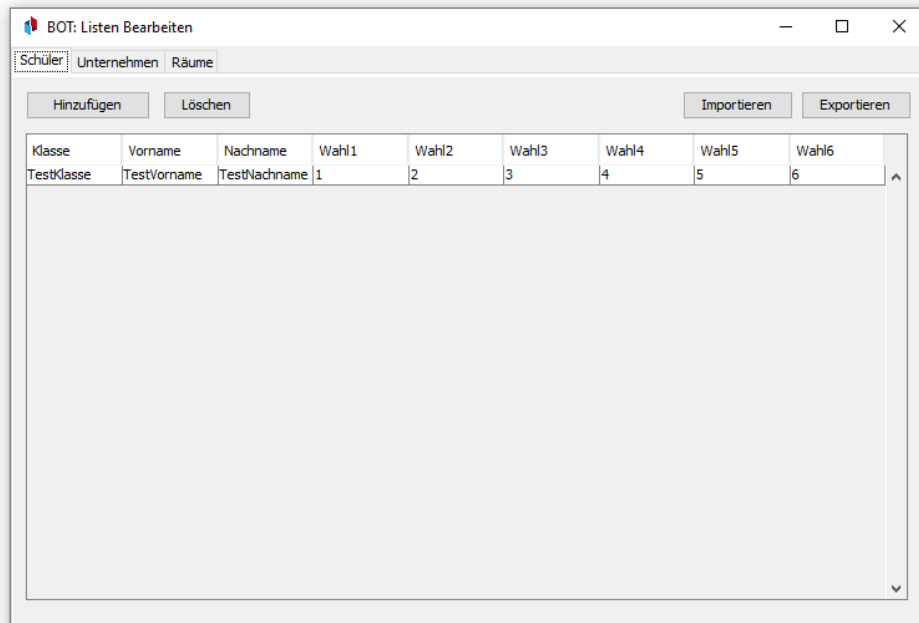 BOT: Listen Bearbeiten
Schüler Unternehmen Räume
Hinzufügen Löschen Importieren Exportieren
Klasse Vorname Nachname Wahl1 Wahl2 Wahl3 Wahl4 Wahl5 Wahl6
TestKlasse TestVorname TestNachname 1 2 3 4 5 6